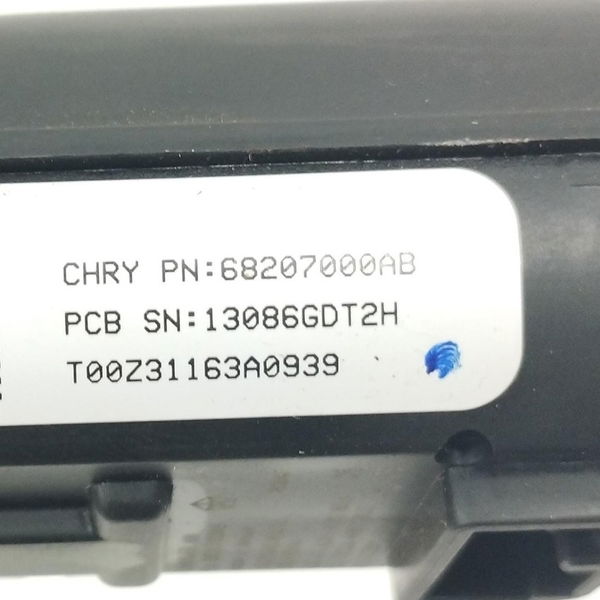 CHRY PN:68207000AB
PCB SN:13086GDT2H
T00Z31163A0939